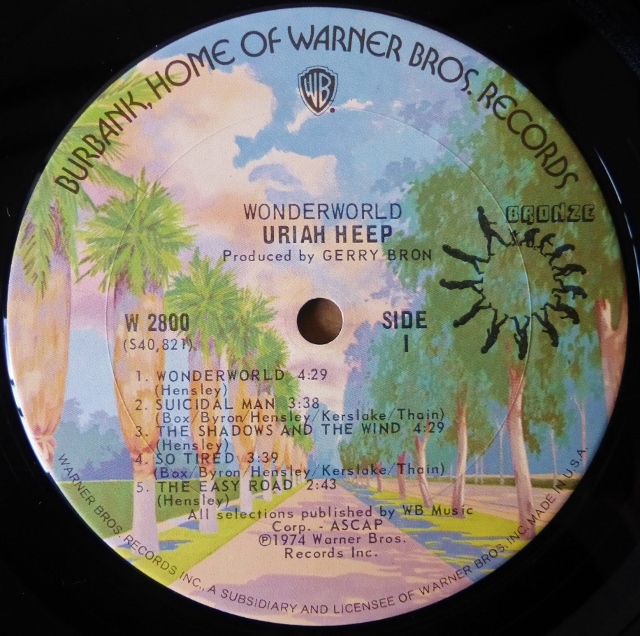 BURBANK, HOME OF WARNER BROS. RECORDS
WB
BRONZE
WONDERWORLD
URIAH HEEP
Produced by GERRY BRON
W 2800
(S40,821)
SIDE
1
1. WONDERWORLD 4:29
(Hensley)
2. SUICIDAL MAN 3:38
(Box/Byron/Hensley/Kerslake/Thain)
3. THE SHADOWS AND THE WIND 4:29
(Hensley)
4. SO TIRED 3:39
(Box/Byron/Hensley/Kerslake/Thain)
5. THE EASY ROAD 2:43
(Hensley)
All selections published by WB Music
Corp. - ASCAP
℗1974 Warner Bros.
Records Inc.
WARNER BROS. RECORDS INC., A SUBSIDIARY AND LICENSEE OF WARNER BROS. INC. MADE IN U.S.A.